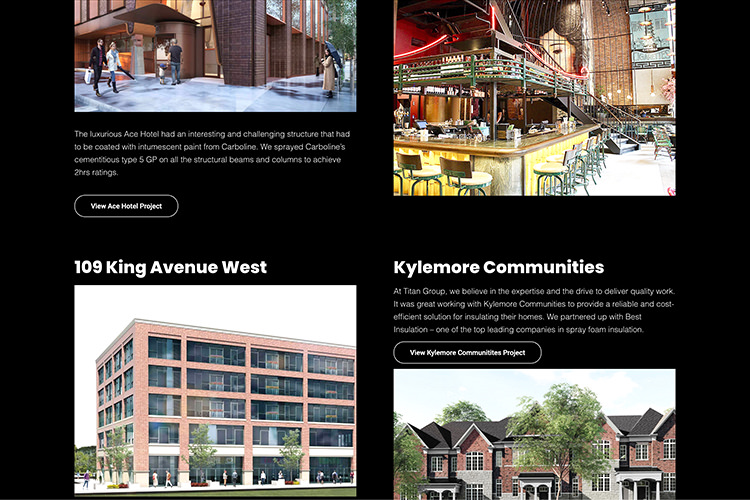 The luxurious Ace Hotel had an interesting and challenging structure that had
to be coated with intumescent paint from Carboline. We sprayed Carboline's
cementitious type 5 GP on all the structural beams and columns to achieve
2hrs ratings.
View Ace Hotel Project
109 King Avenue West
Kylemore Communities
At Titan Group, we believe in the expertise and the drive to deliver quality work.
It was great working with Kylemore Communities to provide a reliable and cost-
efficient solution for insulating their homes. We partnered up with Best
Insulation – one of the top leading companies in spray foam insulation.
View Kylemore Communitites Project